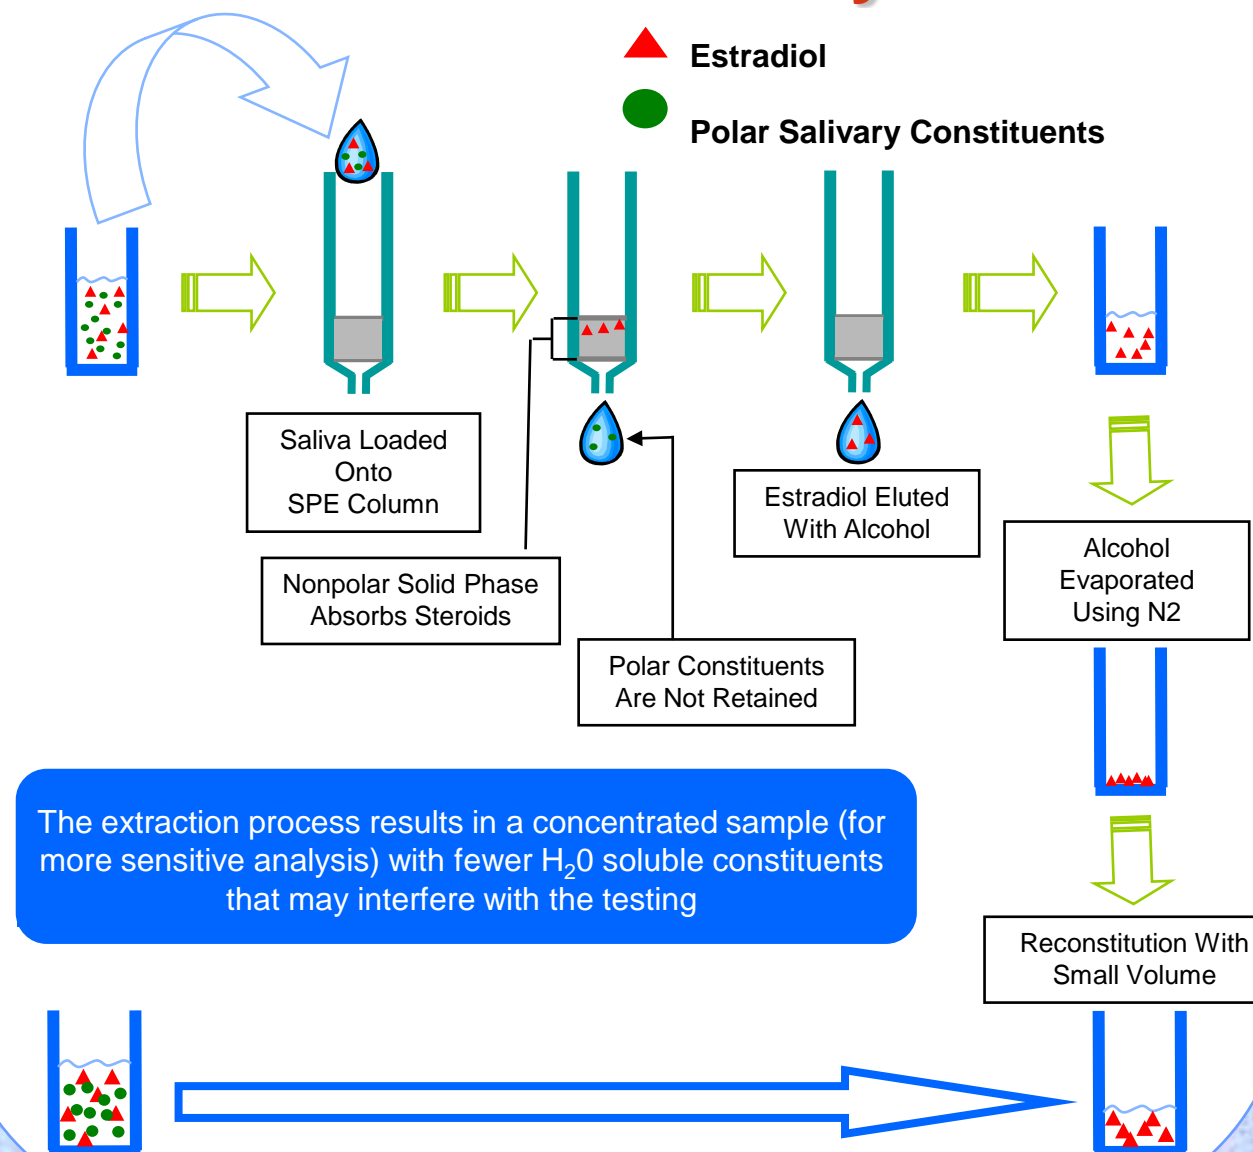 Estradiol
Polar Salivary Constituents
Saliva Loaded
Onto
SPE Column
Nonpolar Solid Phase
Absorbs Steroids
Polar Constituents
Are Not Retained
Estradiol Eluted
With Alcohol
Alcohol
Evaporated
Using N2
The extraction process results in a concentrated sample (for
more sensitive analysis) with fewer H₂0 soluble constituents
that may interfere with the testing
Reconstitution With
Small Volume